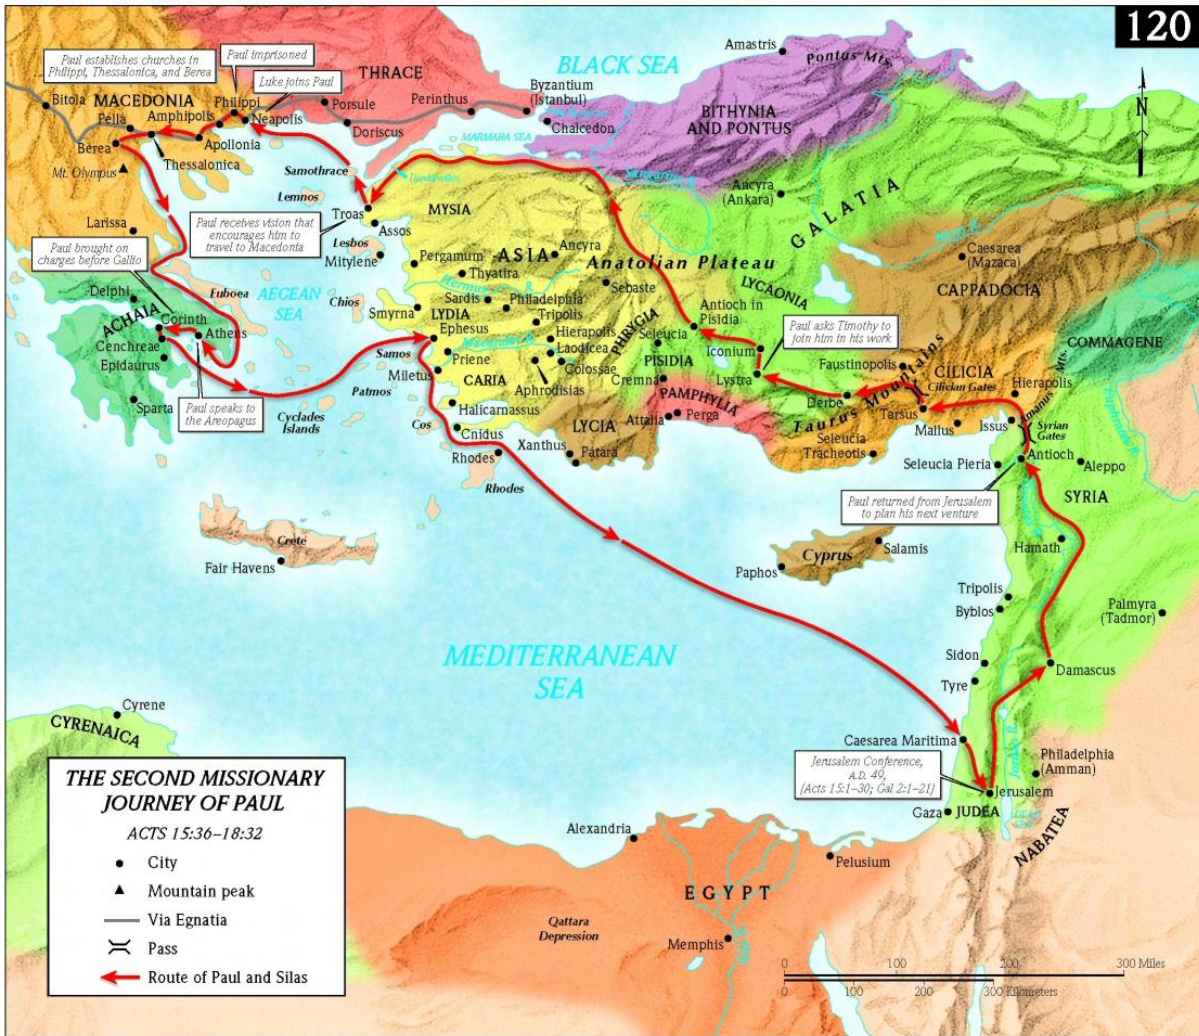 120
Paul establishes churches in
Philippi, Thessalonica, and Berea
Paul imprisoned
Luke joins Paul
THRACE
BLACK SEA
Amastris
Pontus Mts.
Bitola
MACEDONIA
Philippi
Porsule
Perinthus
Byzantium
(Istanbul)
Pella
Amphipolis
Neapolis
Doriscus
Chalcedon
BITHYNIA
AND PONTUS
N
Berea
Apollonia
MARMARA SEA
Thessalonica
Mt. Olympus
Samothrace
Dardanelles
Sangarius R.
Lemnos
Ancyra
(Ankara)
GALATIA
Troas
MYSIA
Larissa
Paul receives vision that
encourages him to
travel to Macedonia
Assos
Lesbos
Mitylene
ASIA
Ancyra
Anatolian Plateau
Caesarea
(Mazaca)
Paul brought on
charges before Gallio
Pergamum
Thyatira
Hermus R.
Sebaste
LYCAONIA
CAPPADOCIA
Delphi
Euboea
AEGEAN
SEA
Chios
Sardis
Philadelphia
Antioch in
Pisidia
ACHAIA
Corinth
Athens
Smyrna
LYDIA
Tripolis
PHRYGIA
Paul asks Timothy to
join him in his work
COMMAGENE
Cenchreae
Ephesus
Hierapolis
Seleucia
Iconium
Epidaurus
Samos
Priene
Laodicea
PISIDIA
Faustinopolis
CILICIA
Cilician Gates
Hierapolis
Amanus Mts.
Miletus
Colossae
Cremna
Lystra
Taurus Mountains
Patmos
CARIA
Aphrodisias
PAMPHYLIA
Derbe
Tarsus
Sparta
Paul speaks to
the Areopagus
Cyclades
Islands
Halicarnassus
Attalia
Perga
Mallus
Issus
Syrian
Gates
Cos
Cnidus
LYCIA
Seleucia
Tracheotis
Rhodes
Xanthus
Patara
Seleucia Pieria
Antioch
Aleppo
Rhodes
Paul returned from Jerusalem
to plan his next venture
SYRIA
Crete
Fair Havens
Cyprus
Salamis
Paphos
Hamath
Tripolis
Byblos
Palmyra
(Tadmor)
MEDITERRANEAN
SEA
Sidon
Tyre
Damascus
Cyrene
CYRENAICA
Caesarea Maritima
Jordan R.
Philadelphia
(Amman)
Jerusalem Conference,
A.D. 49,
(Acts 15:1–30; Gal 2:1–21)
Jerusalem
Gaza
JUDEA
NABATEA
Alexandria
Pelusium
EGYPT
Qattara
Depression
Memphis
Nile R.
THE SECOND MISSIONARY
JOURNEY OF PAUL
ACTS 15:36–18:32
City
Mountain peak
Via Egnatia
Pass
Route of Paul and Silas
0 100 200 300 Miles
0 100 200 300 Kilometers